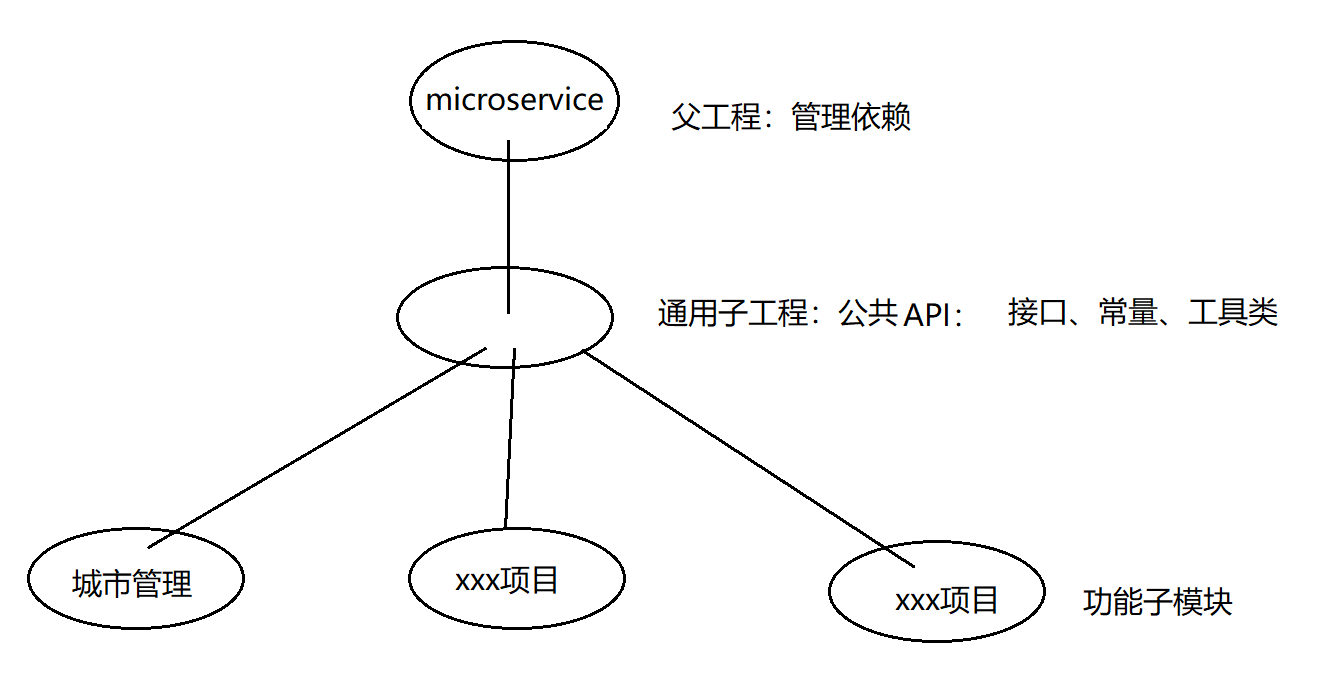 microservice
父工程：管理依赖
通用子工程：公共 API： 接口、常量、工具类
城市管理
xxx项目
xxx项目
功能子模块